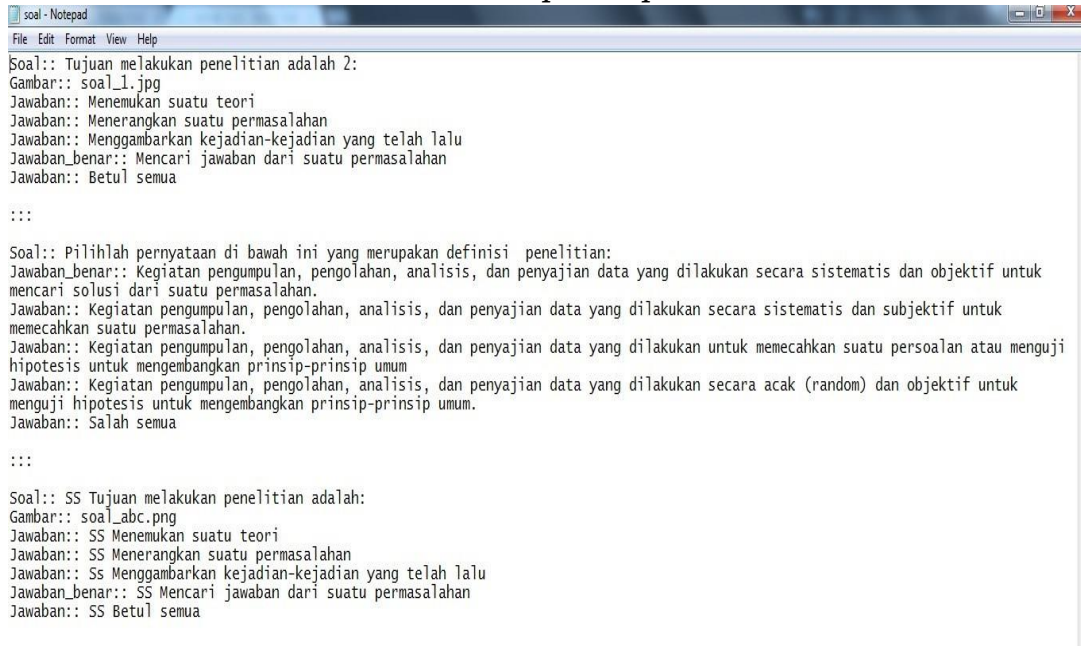 soal - Notepad
File Edit Format View Help
Soal:: Tujuan melakukan penelitian adalah 2:
Gambar:: soal_1.jpg
Jawaban:: Menemukan suatu teori
Jawaban:: Menerangkan suatu permasalahan
Jawaban:: Menggambarkan kejadian-kejadian yang telah lalu
Jawaban_benar:: Mencari jawaban dari suatu permasalahan
Jawaban:: Betul semua
:::
Soal:: Pilihlah pernyataan di bawah ini yang merupakan definisi  penelitian:
Jawaban_benar:: Kegiatan pengumpulan, pengolahan, analisis, dan penyajian data yang dilakukan secara sistematis dan objektif untuk
mencari solusi dari suatu permasalahan.
Jawaban:: Kegiatan pengumpulan, pengolahan, analisis, dan penyajian data yang dilakukan secara sistematis dan subjektif untuk
memecahkan suatu permasalahan.
Jawaban:: Kegiatan pengumpulan, pengolahan, analisis, dan penyajian data yang dilakukan untuk memecahkan suatu persoalan atau menguji
hipotesis untuk mengembangkan prinsip-prinsip umum
Jawaban:: Kegiatan pengumpulan, pengolahan, analisis, dan penyajian data yang dilakukan secara acak (random) dan objektif untuk
menguji hipotesis untuk mengembangkan prinsip-prinsip umum.
Jawaban:: Salah semua
:::
Soal:: SS Tujuan melakukan penelitian adalah:
Gambar:: soal_abc.png
Jawaban:: SS Menemukan suatu teori
Jawaban:: SS Menerangkan suatu permasalahan
Jawaban:: Ss Menggambarkan kejadian-kejadian yang telah lalu
Jawaban_benar:: SS Mencari jawaban dari suatu permasalahan
Jawaban:: SS Betul semua